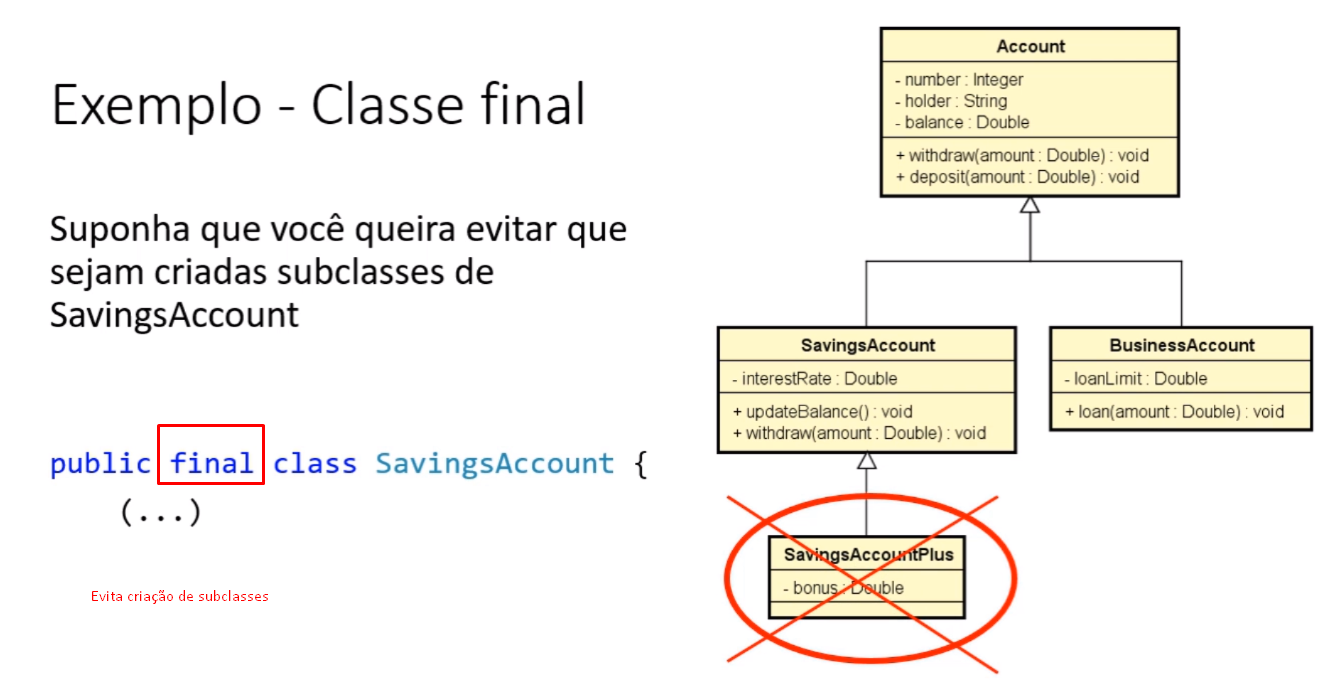 Exemplo - Classe final
Suponha que você queira evitar que
sejam criadas subclasses de
SavingsAccount
public final class SavingsAccount {
(...)
Evita criação de subclasses
Account
- number : Integer
- holder : String
- balance : Double
+ withdraw(amount : Double) : void
+ deposit(amount : Double) : void
SavingsAccount
- interestRate : Double
+ updateBalance() : void
+ withdraw(amount : Double) : void
BusinessAccount
- loanLimit : Double
+ loan(amount : Double) : void
SavingsAccountPlus
- bonus : Double